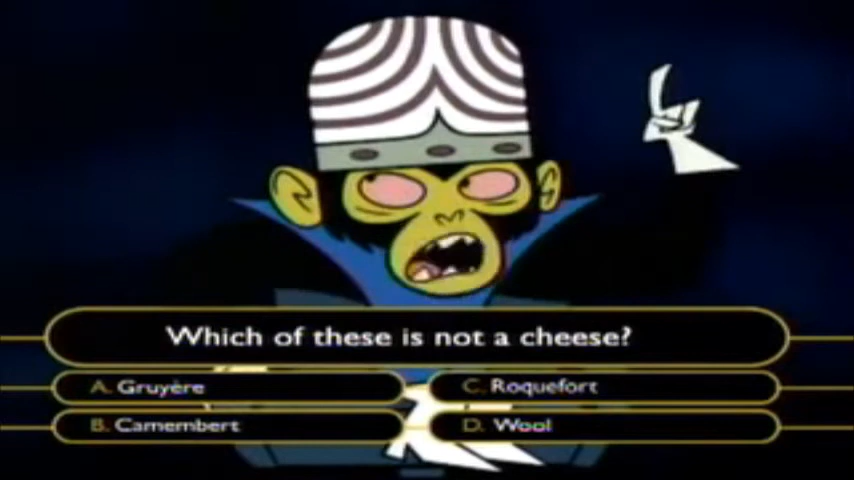 Which of these is not a cheese?
A. Gruyère
C. Roquefort
B. Camembert
D. Wool